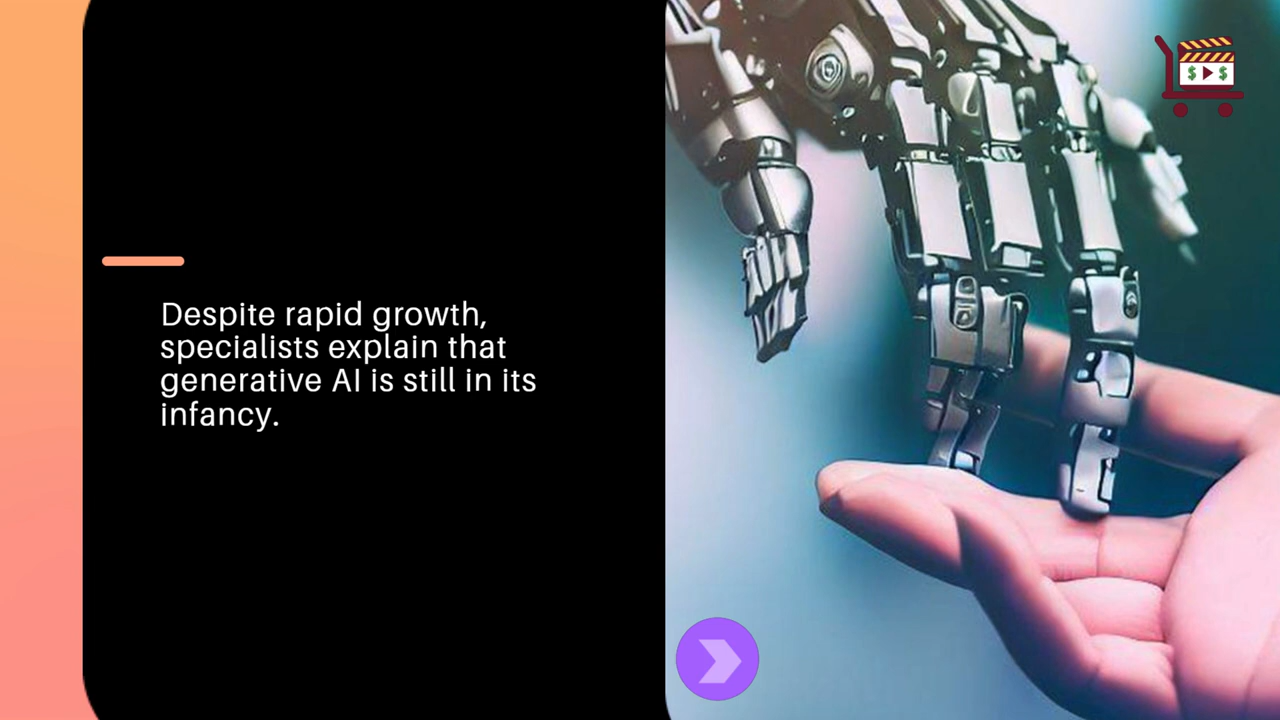 Despite rapid growth,
specialists explain that
generative AI is still in its
infancy.
$ $